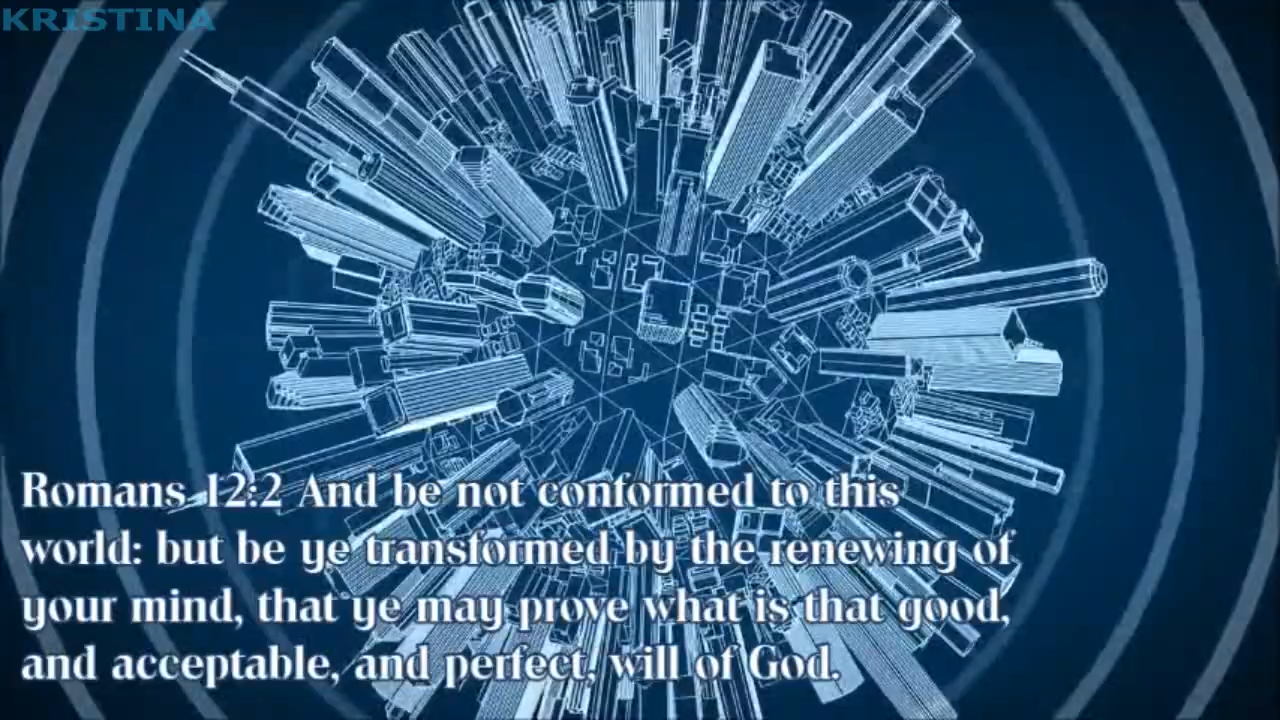 KRISTINA
Romans 12:2 And be not conformed to this
world: but be ye transformed by the renewing of
your mind, that ye may prove what is that good,
and acceptable, and perfect, will of God.